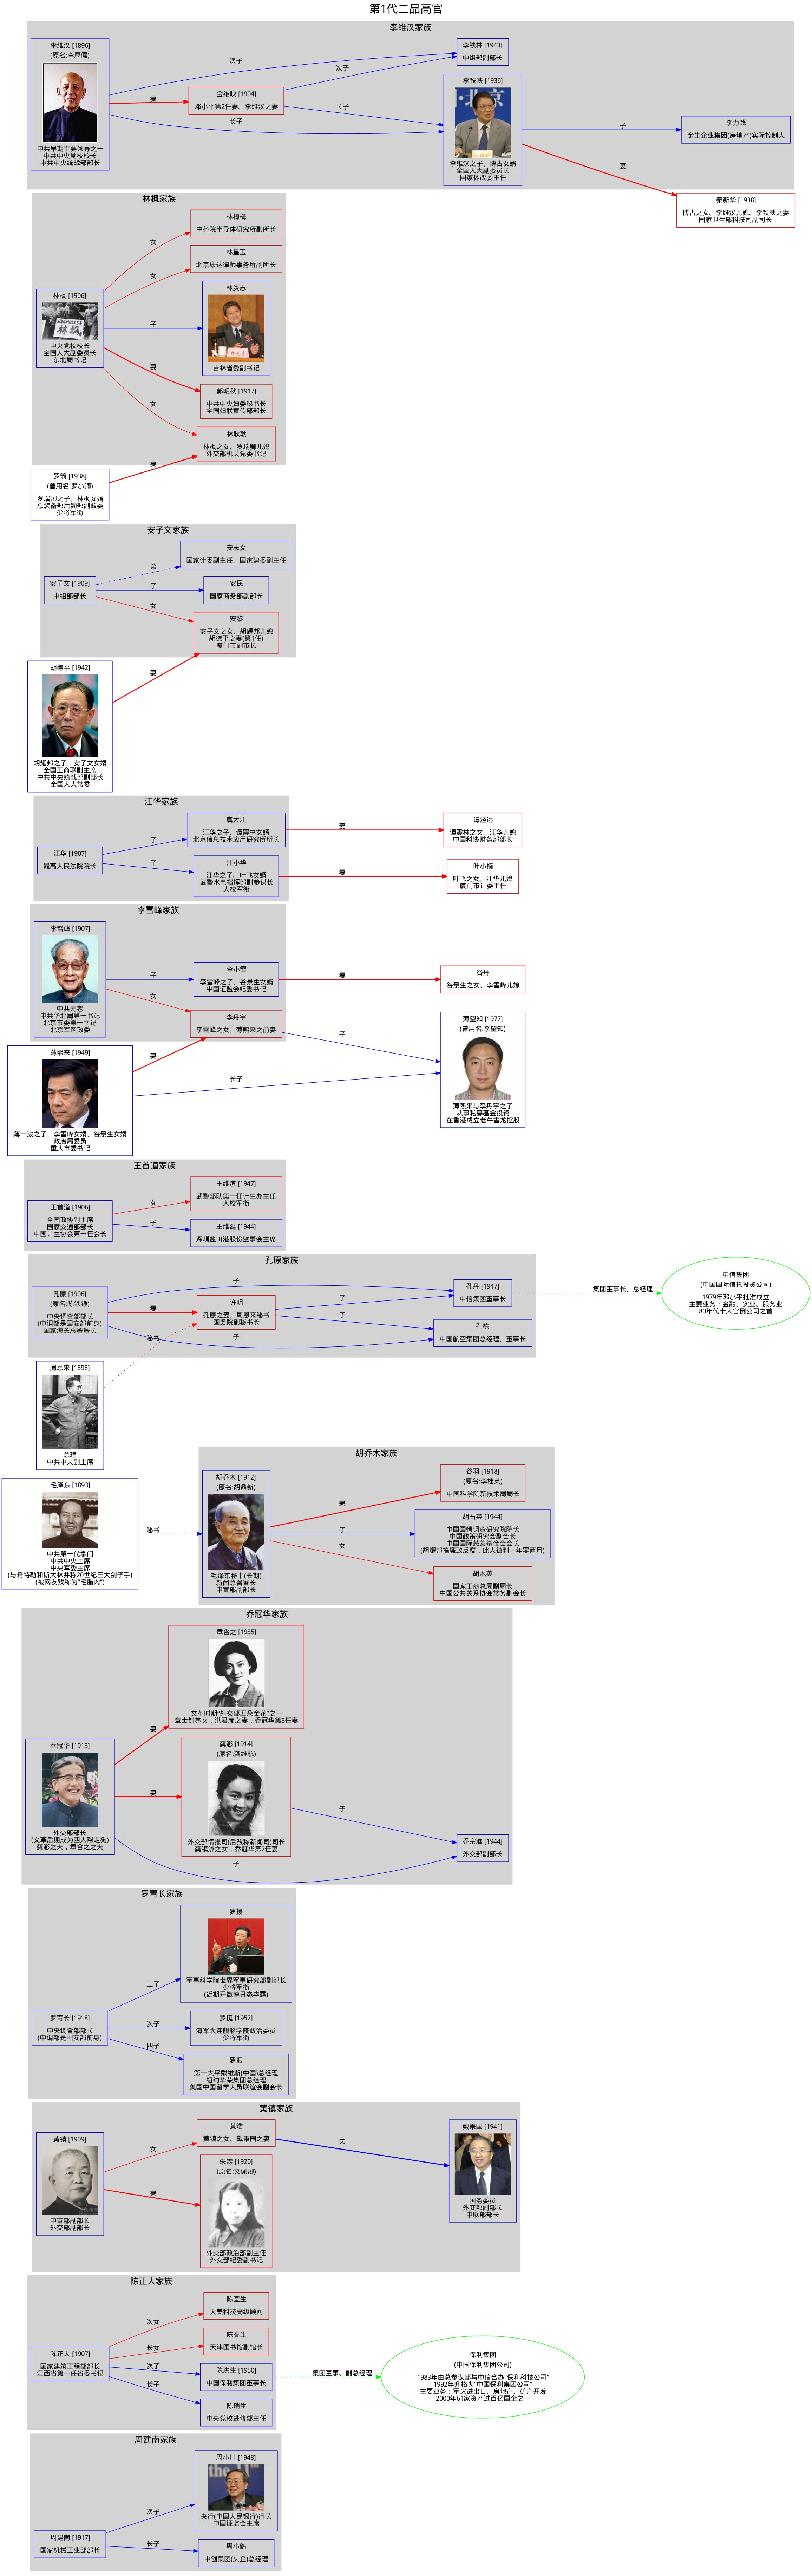 第1代二品高官
李维汉家族
李维汉 [1896]
(原名:李厚儒)
中共早期主要领导之一
中共中央党校校长
中共中央统战部部长
次子
妻
长子
金维映 [1904]
邓小平第2任妻、李维汉之妻
次子
长子
李铁林 [1943]
中组部副部长
李铁映 [1936]
李维汉之子、博古女婿
全国人大副委员长
国家体改委主任
子
妻
李力践
金生企业集团(房地产)实际控制人
秦新华 [1938]
博古之女、李维汉儿媳、李铁映之妻
国家卫生部科技司副司长
林枫家族
林枫 [1906]
中央党校校长
全国人大副委员长
东北局书记
女
女
子
妻
女
林梅梅
中科院半导体研究所副所长
林星玉
北京康达律师事务所副所长
林炎志
吉林省委副书记
郭明秋 [1917]
中共中央妇委秘书长
全国妇联宣传部部长
林耿耿
林枫之女、罗瑞卿儿媳
外交部机关党委书记
罗箭 [1938]
(曾用名:罗小卿)
罗瑞卿之子、林枫女婿
总装备部后勤部副政委
少将军衔
妻
安子文家族
安子文 [1909]
中组部部长
弟
子
女
安志文
国家计委副主任、国家建委副主任
安民
国家商务部副部长
安黎
安子文之女、胡耀邦儿媳
胡德平之妻(第1任)
厦门市副市长
胡德平 [1942]
胡耀邦之子、安子文女婿
全国工商联副主席
中共中央统战部副部长
全国人大常委
妻
江华家族
江华 [1907]
最高人民法院院长
子
子
虞大江
江华之子、谭震林女婿
北京信息技术应用研究所所长
江小华
江华之子、叶飞女婿
武警水电指挥部副参谋长
大校军衔
妻
妻
谭泾远
谭震林之女、江华儿媳
中国科协财务部部长
叶小楠
叶飞之女、江华儿媳
厦门市计委主任
李雪峰家族
李雪峰 [1907]
中共元老
中共华北局第一书记
北京市委第一书记
北京军区政委
子
女
李小雪
李雪峰之子、谷景生女婿
中国证监会纪委书记
李丹宇
李雪峰之女、薄熙来之前妻
妻
子
谷丹
谷景生之女、李雪峰儿媳
薄熙来 [1949]
薄一波之子、李雪峰女婿、谷景生女婿
政治局委员
重庆市委书记
妻
长子
薄望知 [1977]
(曾用名:李望知)
薄熙来与李丹宇之子
从事私募基金投资
在香港成立老牛雪龙控股
王首道家族
王首道 [1906]
全国政协副主席
国家交通部部长
中国计生协会第一任会长
女
子
王维滨 [1947]
武警部队第一任计生办主任
大校军衔
王维延 [1944]
深圳盐田港股份监事会主席
孔原家族
孔原 [1906]
(原名:陈铁铮)
中央调查部部长
(中调部是国安部前身)
国家海关总署署长
子
妻
子
许明
孔原之妻、周恩来秘书
国务院副秘书长
子
子
孔丹 [1947]
中信集团董事长
孔栋
中国航空集团总经理、董事长
集团董事长、总经理
中信集团
(中国国际信托投资公司)
1979年邓小平批准成立
主要业务：金融、实业、服务业
80年代十大官倒公司之首
周恩来 [1898]
总理
中共中央副主席
秘书
胡乔木家族
毛泽东 [1893]
中共第一代掌门
中共中央主席
中央军委主席
(与希特勒和斯大林并称20世纪三大刽子手)
(被网友戏称为"毛腊肉")
秘书
胡乔木 [1912]
(原名:胡鼎新)
毛泽东秘书(长期)
新闻总署署长
中宣部副部长
妻
子
女
谷羽 [1918]
(原名:李桂英)
中国科学院新技术局局长
胡石英 [1944]
中国国情调查研究院院长
中国政策研究会副会长
中国国际慈善基金会会长
(胡耀邦搞廉政反腐，此人被判一年零两月)
胡木英
国家工商总局副局长
中国公共关系协会常务副会长
乔冠华家族
乔冠华 [1913]
外交部部长
(文革后期成为四人帮走狗)
龚澎之夫，章含之之夫
妻
妻
子
章含之 [1935]
文革时期"外交部五朵金花"之一
章士钊养女，洪君彦之妻，乔冠华第3任妻
龚澎 [1914]
(原名:龚维航)
外交部情报司(后改称新闻司)司长
龚镇洲之女，乔冠华第2任妻
子
乔宗淮 [1944]
外交部副部长
罗青长家族
罗青长 [1918]
中央调查部部长
(中调部是国安部前身)
三子
次子
四子
罗援
军事科学院世界军事研究部副部长
少将军衔
(近期开微博丑态毕露)
罗挺 [1952]
海军大连舰艇学院政治委员
少将军衔
罗振
第一太平戴维斯(中国)总经理
纽约华荣集团总经理
美国中国留学人员联谊会副会长
黄镇家族
黄镇 [1909]
中宣部副部长
外交部副部长
女
妻
黄浩
黄镇之女、戴秉国之妻
朱霖 [1920]
(原名:文佩卿)
外交部政治部副主任
外交部纪委副书记
夫
戴秉国 [1941]
国务委员
外交部副部长
中联部部长
陈正人家族
陈正人 [1907]
国家建筑工程部部长
江西省第一任省委书记
次女
长女
次子
长子
陈宜生
天美科技高级顾问
陈春生
天津图书馆副馆长
陈洪生 [1950]
中国保利集团董事长
陈瑞生
中央党校进修部主任
集团董事、副总经理
保利集团
(中国保利集团公司)
1983年由总参谋部与中信合办"保利科技公司"
1992年升格为"中国保利集团公司"
主要业务：军火进出口、房地产、矿产开发
2000年61家资产过百亿国企之一
周建南家族
周建南 [1917]
国家机械工业部部长
次子
长子
周小川 [1948]
央行(中国人民银行)行长
中国证监会主席
周小鹤
中创集团(央企)总经理